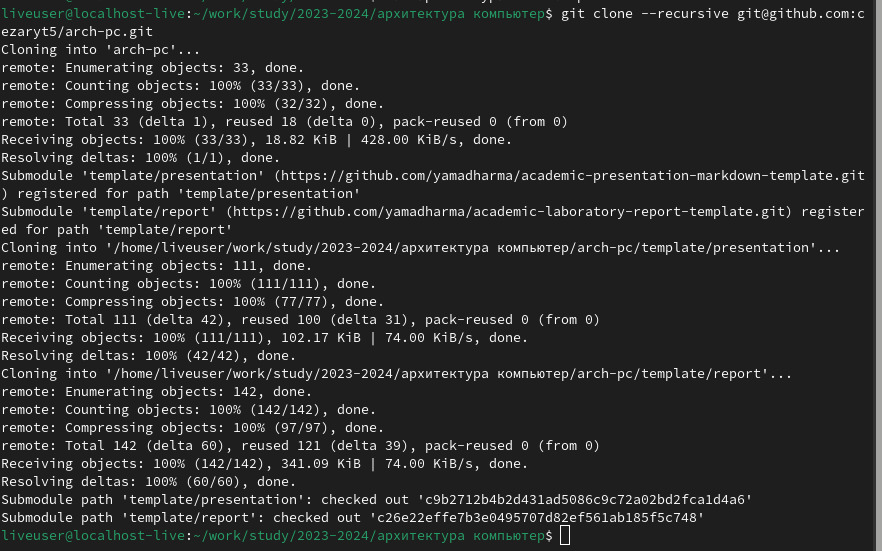 liveuser@localhost-live:~/work/study/2023-2024/архитектура компьютер$ git clone --recursive git@github.com:c
ezaryt5/arch-pc.git
Cloning into 'arch-pc'...
remote: Enumerating objects: 33, done.
remote: Counting objects: 100% (33/33), done.
remote: Compressing objects: 100% (32/32), done.
remote: Total 33 (delta 1), reused 18 (delta 0), pack-reused 0 (from 0)
Receiving objects: 100% (33/33), 18.82 KiB | 428.00 KiB/s, done.
Resolving deltas: 100% (1/1), done.
Submodule 'template/presentation' (https://github.com/yamadharma/academic-presentation-markdown-template.git
) registered for path 'template/presentation'
Submodule 'template/report' (https://github.com/yamadharma/academic-laboratory-report-template.git) register
ed for path 'template/report'
Cloning into '/home/liveuser/work/study/2023-2024/архитектура компьютер/arch-pc/template/presentation'...
remote: Enumerating objects: 111, done.
remote: Counting objects: 100% (111/111), done.
remote: Compressing objects: 100% (77/77), done.
remote: Total 111 (delta 42), reused 100 (delta 31), pack-reused 0 (from 0)
Receiving objects: 100% (111/111), 102.17 KiB | 74.00 KiB/s, done.
Resolving deltas: 100% (42/42), done.
Cloning into '/home/liveuser/work/study/2023-2024/архитектура компьютер/arch-pc/template/report'...
remote: Enumerating objects: 142, done.
remote: Counting objects: 100% (142/142), done.
remote: Compressing objects: 100% (97/97), done.
remote: Total 142 (delta 60), reused 121 (delta 39), pack-reused 0 (from 0)
Receiving objects: 100% (142/142), 341.09 KiB | 74.00 KiB/s, done.
Resolving deltas: 100% (60/60), done.
Submodule path 'template/presentation': checked out 'c9b2712b4b2d431ad5086c9c72a02bd2fca1d4a6'
Submodule path 'template/report': checked out 'c26e22effe7b3e0495707d82ef561ab185f5c748'
liveuser@localhost-live:~/work/study/2023-2024/архитектура компьютер$